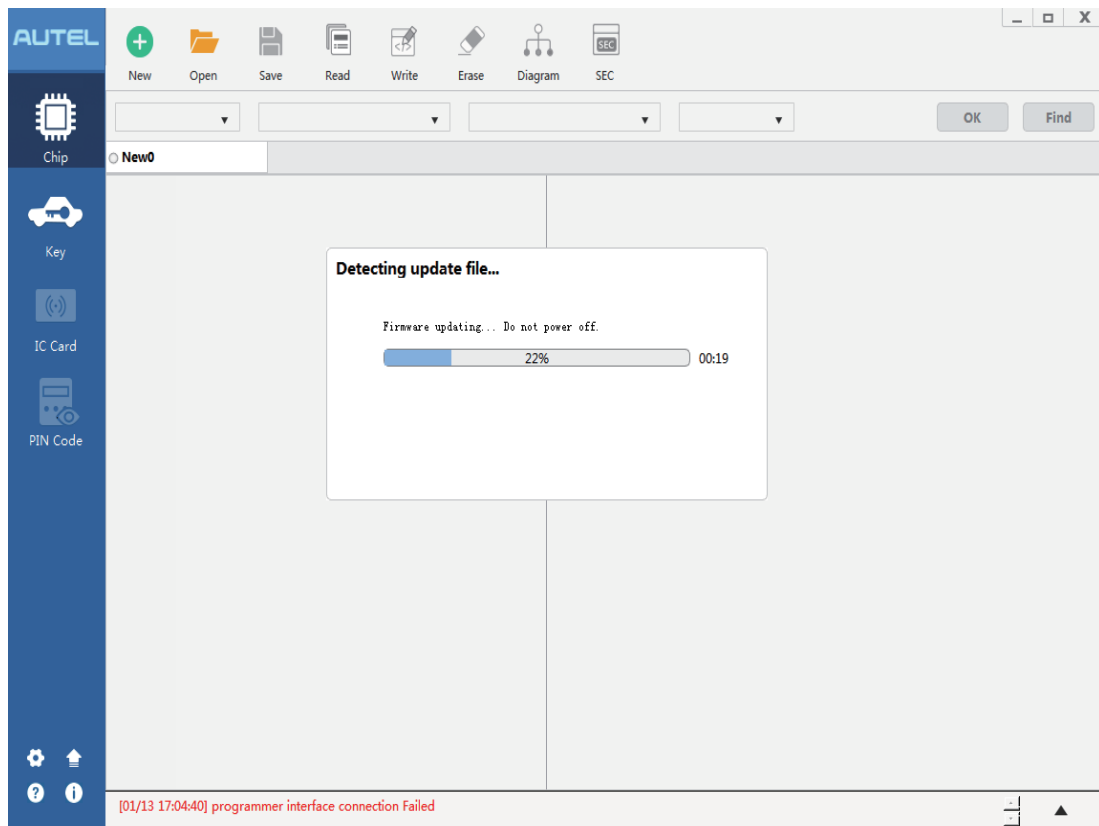 AUTEL
New Open Save Read Write Erase Diagram SEC
SEC
OK Find
Chip
New0
Key
IC Card
PIN Code
Detecting update file...
Firmware updating... Do not power off.
22% 00:19
[01/13 17:04:40] programmer interface connection Failed